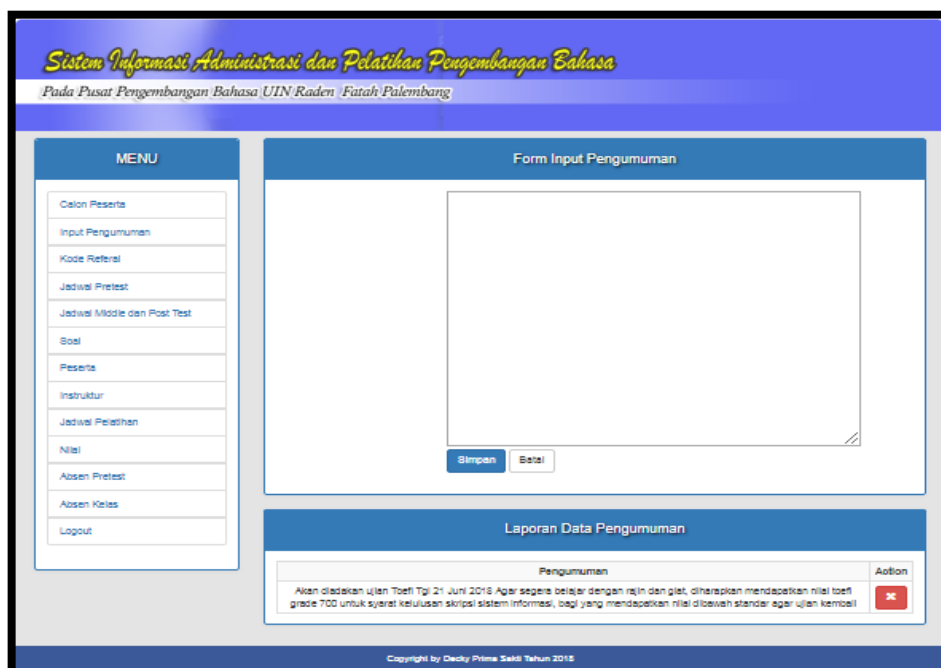 Sistem Informasi Administrasi dan Pelatihan Pengembangan Bahasa
Pada Pusat Pengembangan Bahasa UIN Raden Fatah Palembang
MENU
Calon Peserta
Input Pengumuman
Kode Referal
Jadwal Pretest
Jadwal Middle dan Post Test
Soal
Peserta
Instruktur
Jadwal Pelatihan
Nilai
Absen Pretest
Absen Kelas
Logout
Form Input Pengumuman
Simpan Batal
Laporan Data Pengumuman
Pengumuman Action
Akan diadakan ujian Toefl Tgl 21 Juni 2018 Agar segera belajar dengan rajin dan giat, diharapkan mendapatkan nilai toefl
grade 700 untuk syarat kelulusan skripsi sistem informasi, bagi yang mendapatkan nilai dibawah standar agar ujian kembali
Copyright by Decky Prima Sakti Tahun 2018